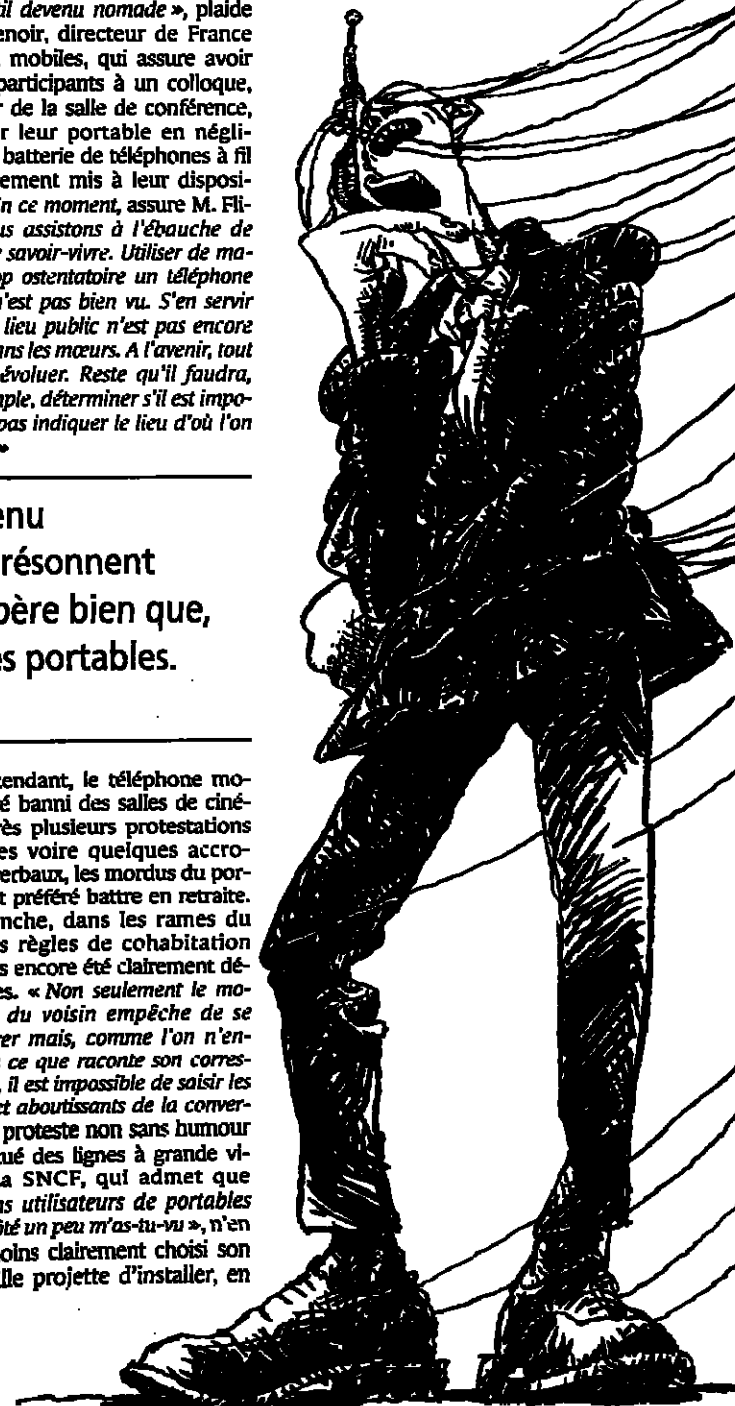 il devenu nomade », plaide
enoir, directeur de France
mobiles, qui assure avoir
participants à un colloque,
r de la salle de conférence,
r leur portable en négli-
batterie de téléphones à fil
ement mis à leur disposi-
n ce moment, assure M. Fli-
us assistons à l'ébauche de
savoir-vivre. Utiliser de ma-
op ostentatoire un téléphone
n'est pas bien vu. S'en servir
lieu public n'est pas encore
ans les mœurs. A l'avenir, tout
évoluer. Reste qu'il faudra,
mple, déterminer s'il est impo-
pas indiquer le lieu d'où l'on
»
enu
résonnent
père bien que,
es portables.
tendant, le téléphone mo-
é banni des salles de ciné-
rès plusieurs protestations
es voire quelques accro-
verbaux, les mordus du por-
t préféré battre en retraite.
nche, dans les rames du
s règles de cohabitation
s encore été clairement dé-
es. « Non seulement le mo-
du voisin empêche de se
rer mais, comme l'on n'en-
ce que raconte son corres-
, il est impossible de saisir les
et aboutissants de la conver-
proteste non sans humour
ué des lignes à grande vi-
a SNCF, qui admet que
ns utilisateurs de portables
ôté un peu m'as-tu-vu », n'en
oins clairement choisi son
lle projette d'installer, en